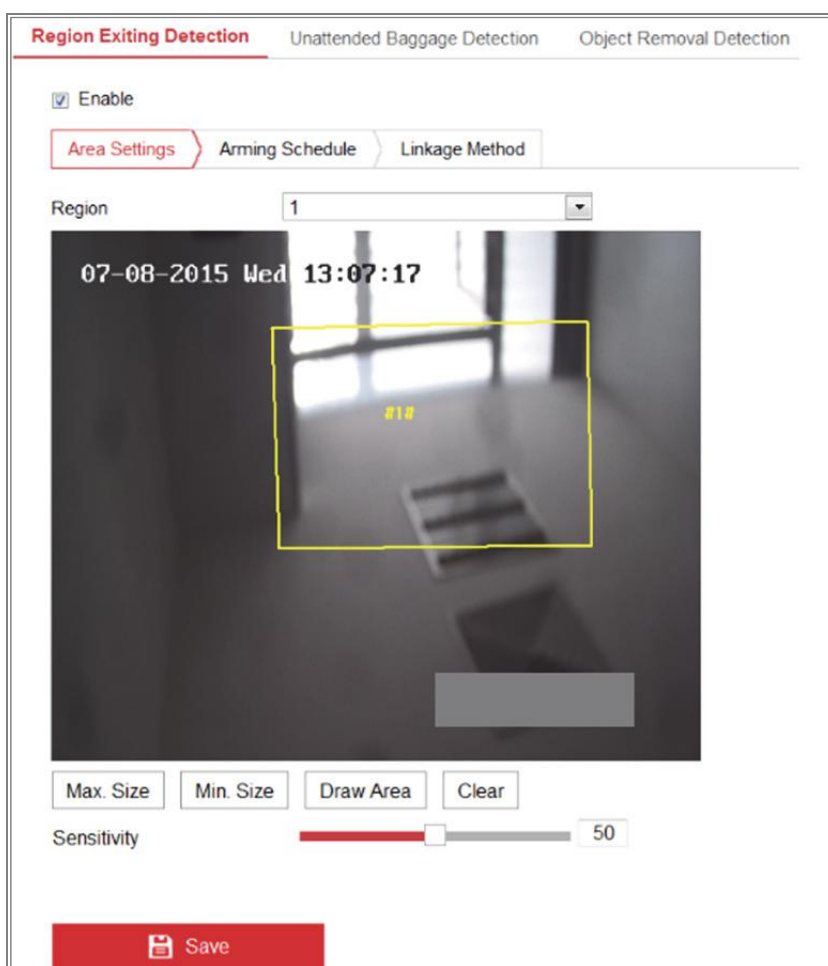 Region Exiting Detection Unattended Baggage Detection Object Removal Detection
Enable
Area Settings Arming Schedule Linkage Method
Region 1
07-08-2015 Wed 13:07:17
#1#
Max. Size Min. Size Draw Area Clear
Sensitivity 50
Save